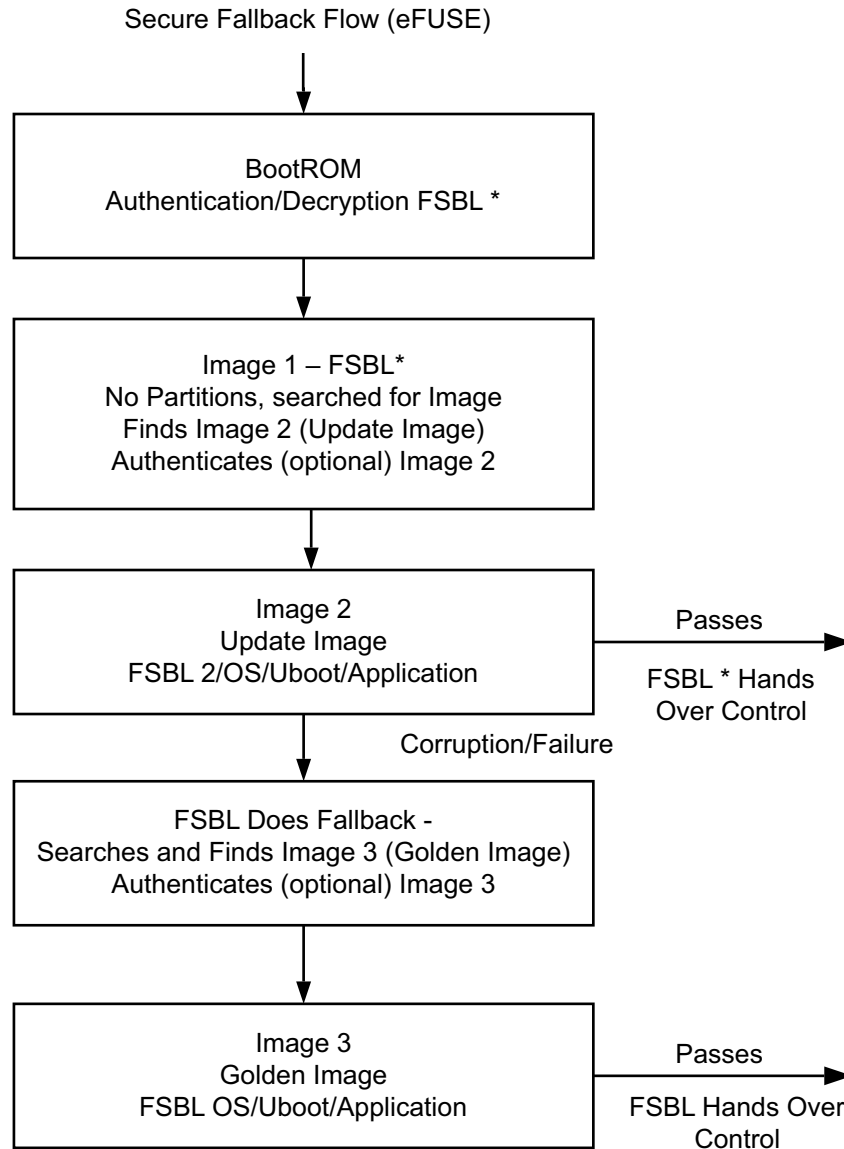 Secure Fallback Flow (eFUSE)
BootROM
Authentication/Decryption FSBL *
Image 1 – FSBL*
No Partitions, searched for Image
Finds Image 2 (Update Image)
Authenticates (optional) Image 2
Image 2
Update Image
FSBL 2/OS/Uboot/Application
Passes
FSBL * Hands
Over Control
Corruption/Failure
FSBL Does Fallback -
Searches and Finds Image 3 (Golden Image)
Authenticates (optional) Image 3
Image 3
Golden Image
FSBL OS/Uboot/Application
Passes
FSBL Hands Over
Control